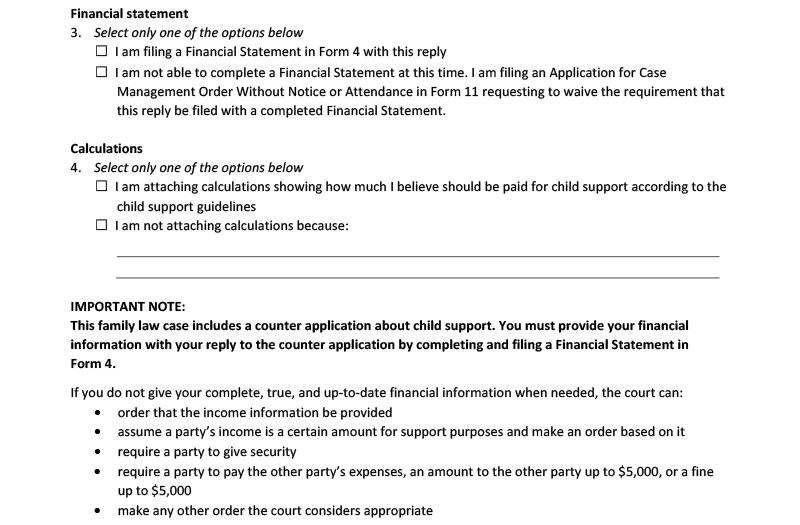 Financial statement
3. Select only one of the options below
☐ I am filing a Financial Statement in Form 4 with this reply
☐ I am not able to complete a Financial Statement at this time. I am filing an Application for Case
Management Order Without Notice or Attendance in Form 11 requesting to waive the requirement that
this reply be filed with a completed Financial Statement.
Calculations
4. Select only one of the options below
☐ I am attaching calculations showing how much I believe should be paid for child support according to the
child support guidelines
☐ I am not attaching calculations because:
IMPORTANT NOTE:
This family law case includes a counter application about child support. You must provide your financial
information with your reply to the counter application by completing and filing a Financial Statement in
Form 4.
If you do not give your complete, true, and up-to-date financial information when needed, the court can:
• order that the income information be provided
• assume a party's income is a certain amount for support purposes and make an order based on it
• require a party to give security
• require a party to pay the other party's expenses, an amount to the other party up to $5,000, or a fine
up to $5,000
• make any other order the court considers appropriate